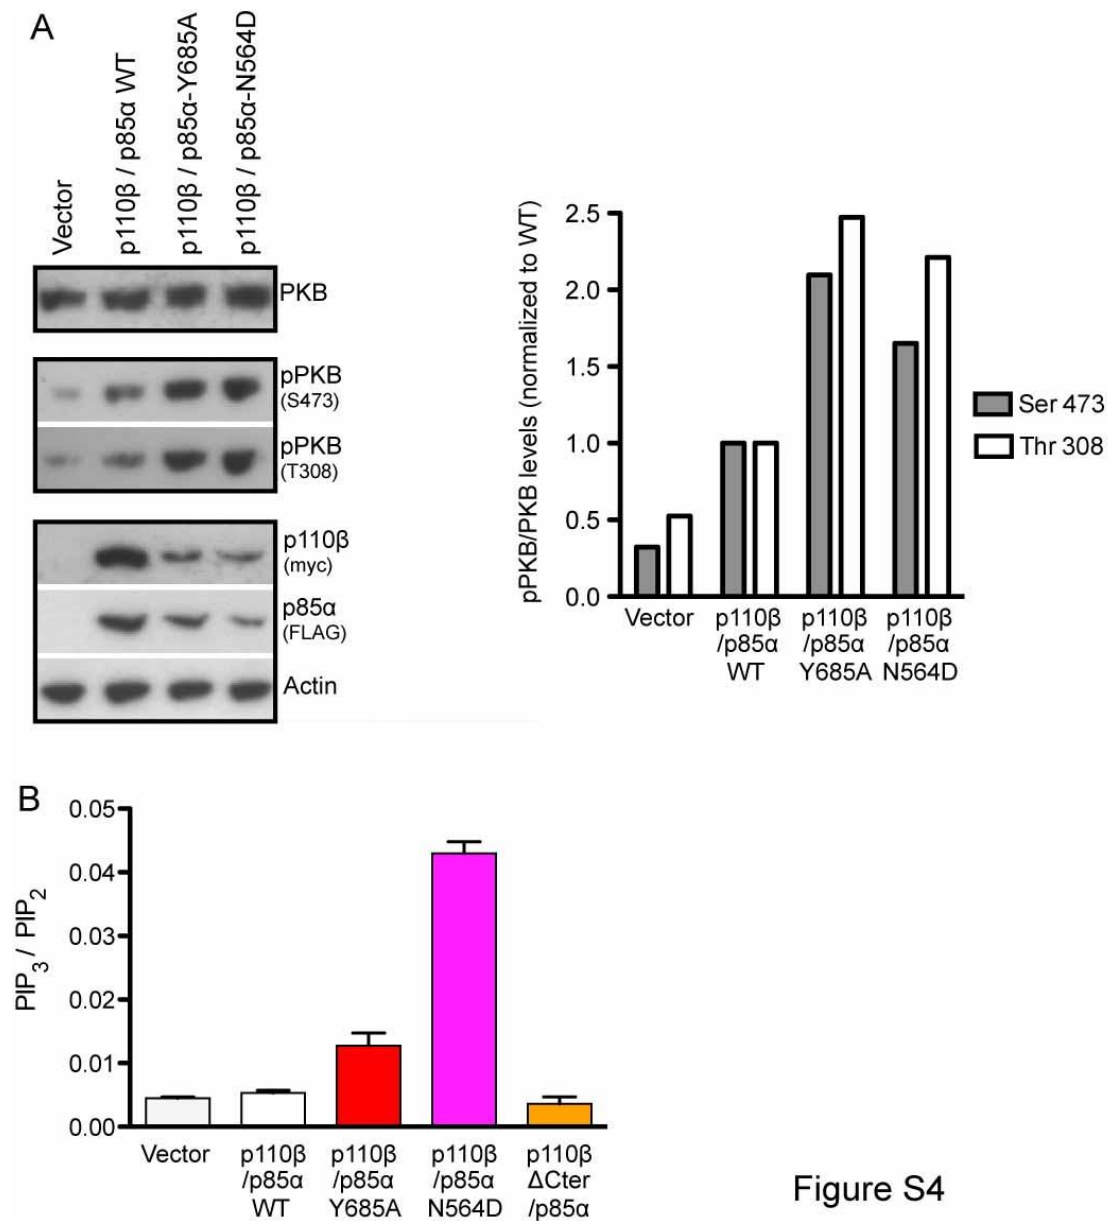 A
Vector
p110β / p85α WT
p110β / p85α-Y685A
p110β / p85α-N564D
PKB
pPKB
(S473)
pPKB
(T308)
p110β
(myc)
p85α
(FLAG)
Actin
pPKB/PKB levels (normalized to WT)
2.5
2.0
1.5
1.0
0.5
0.0
Vector
p110β
/p85α
WT
p110β
/p85α
Y685A
p110β
/p85α
N564D
Ser 473
Thr 308
B
PIP3 / PIP2
0.05
0.04
0.03
0.02
0.01
0.00
Vector
p110β
/p85α
WT
p110β
/p85α
Y685A
p110β
/p85α
N564D
p110β
ΔCter
/p85α
Figure S4